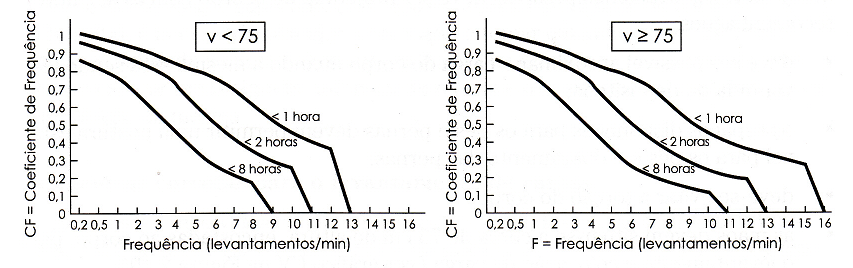 CF = Coeficiente de Frequência
v < 75
1
0,9
0,8
0,7
0,6
0,5
0,4
0,3
0,2
0,1
0
< 1 hora
< 2 horas
< 8 horas
0,2 0,5 1 2 3 4 5 6 7 8 9 10 11 12 13 14 15 16
Frequência (levantamentos/min)
CF = Coeficiente de Frequência
v ≥ 75
1
0,9
0,8
0,7
0,6
0,5
0,4
0,3
0,2
0,1
0
< 1 hora
< 2 horas
< 8 horas
0,2 0,5 1 2 3 4 5 6 7 8 9 10 11 12 13 14 15 16
F = Frequência (levantamentos/min)